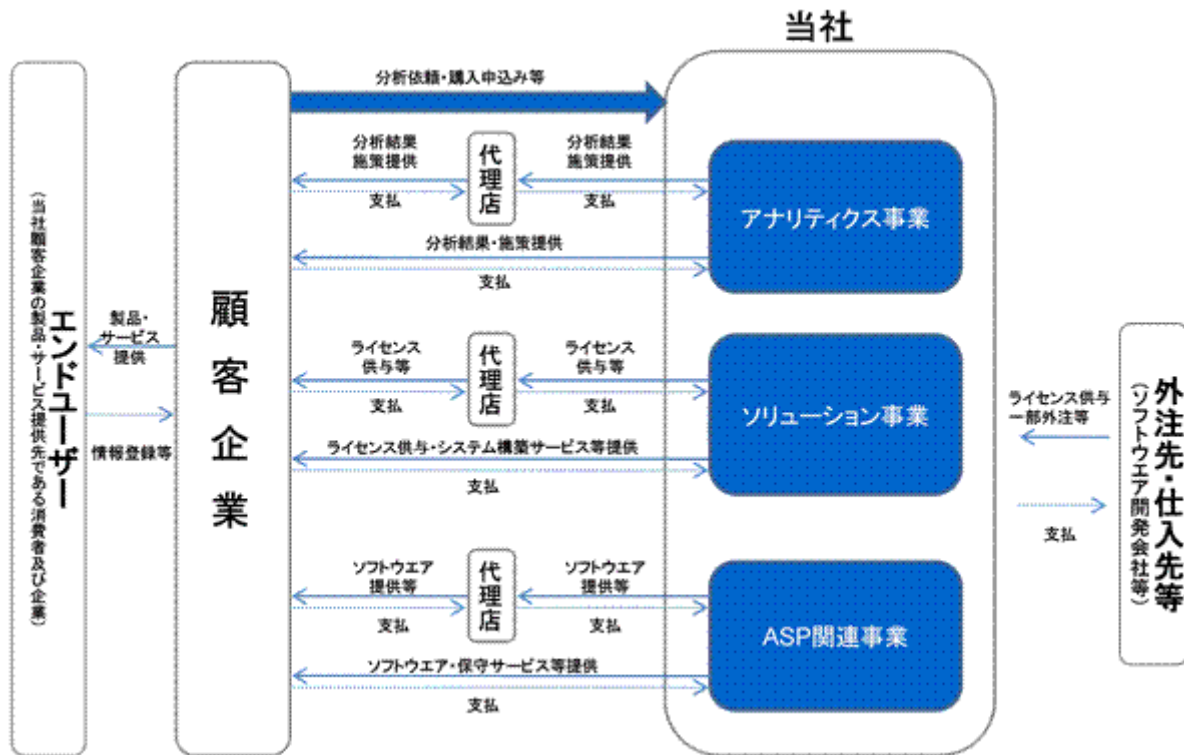 当社
エンドユーザー
(当社顧客企業の製品・サービス提供先である消費者及び企業)
製品・
サービス
提供
情報登録等
顧客企業
分析依頼・購入申込み等
分析結果
施策提供
支払
代理店
分析結果
施策提供
支払
分析結果・施策提供
支払
アナリティクス事業
ライセンス
供与等
支払
代理店
ライセンス
供与等
支払
ライセンス供与・システム構築サービス等提供
支払
ソリューション事業
ソフトウエア
提供等
支払
代理店
ソフトウエア
提供等
支払
ソフトウエア・保守サービス等提供
支払
ASP関連事業
ライセンス供与
一部外注等
支払
外注先・仕入先等
(ソフトウエア開発会社等)